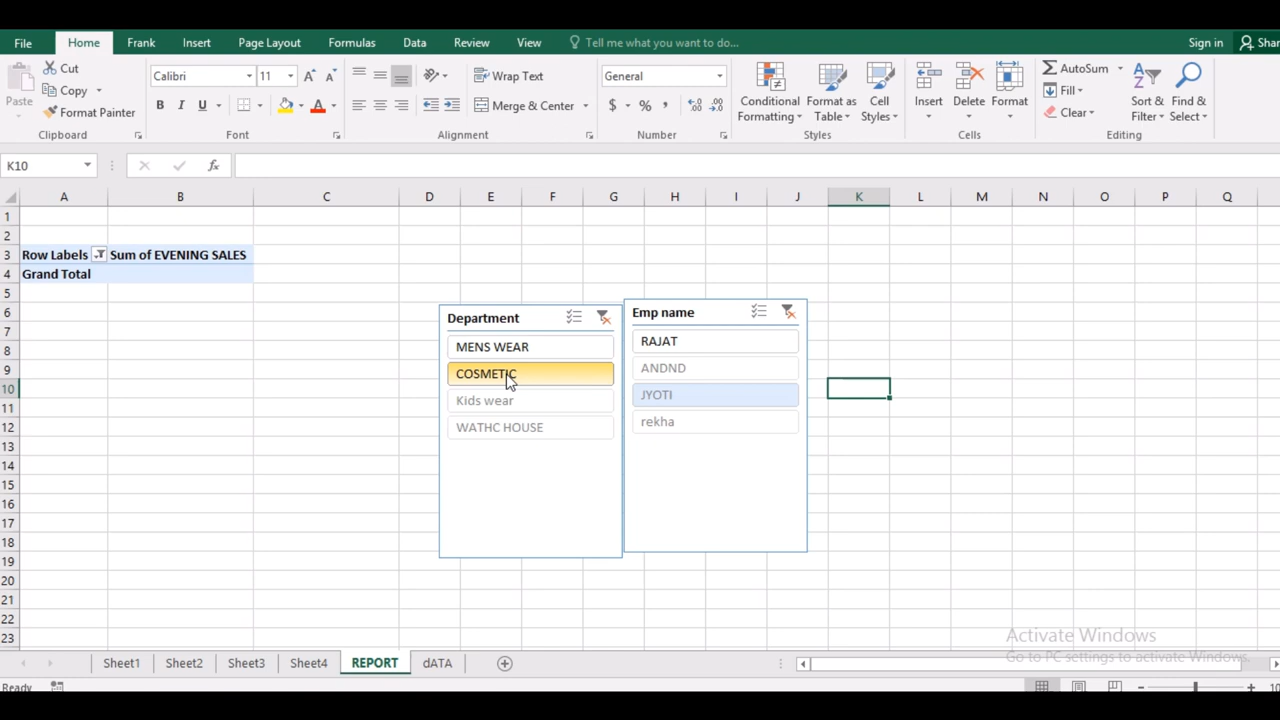 File Home Frank Insert Page Layout Formulas Data Review View Tell me what you want to do... Sign in Shar
Cut
Copy
Format Painter
Paste
Clipboard
Calibri 11
B I U A
Font
Wrap Text
Merge & Center
Alignment
General
$ % ,
Number
Conditional Formatting
Format as Table
Cell Styles
Styles
Insert Delete Format
Cells
AutoSum
Fill
Clear
Sort & Filter
Find & Select
Editing
K10 fx
A B C D E F G H I J K L M N O P Q
1
2
3 Row Labels Sum of EVENING SALES
4 Grand Total
5
6
7
8
9
10
11
12
13
14
15
16
17
18
19
20
21
22
23
Department
MENS WEAR
COSMETIC
Kids wear
WATHC HOUSE
Emp name
RAJAT
ANDND
JYOTI
rekha
Activate Windows
Go to PC settings to activate Windows.
Sheet1 Sheet2 Sheet3 Sheet4 REPORT dATA
Ready 10